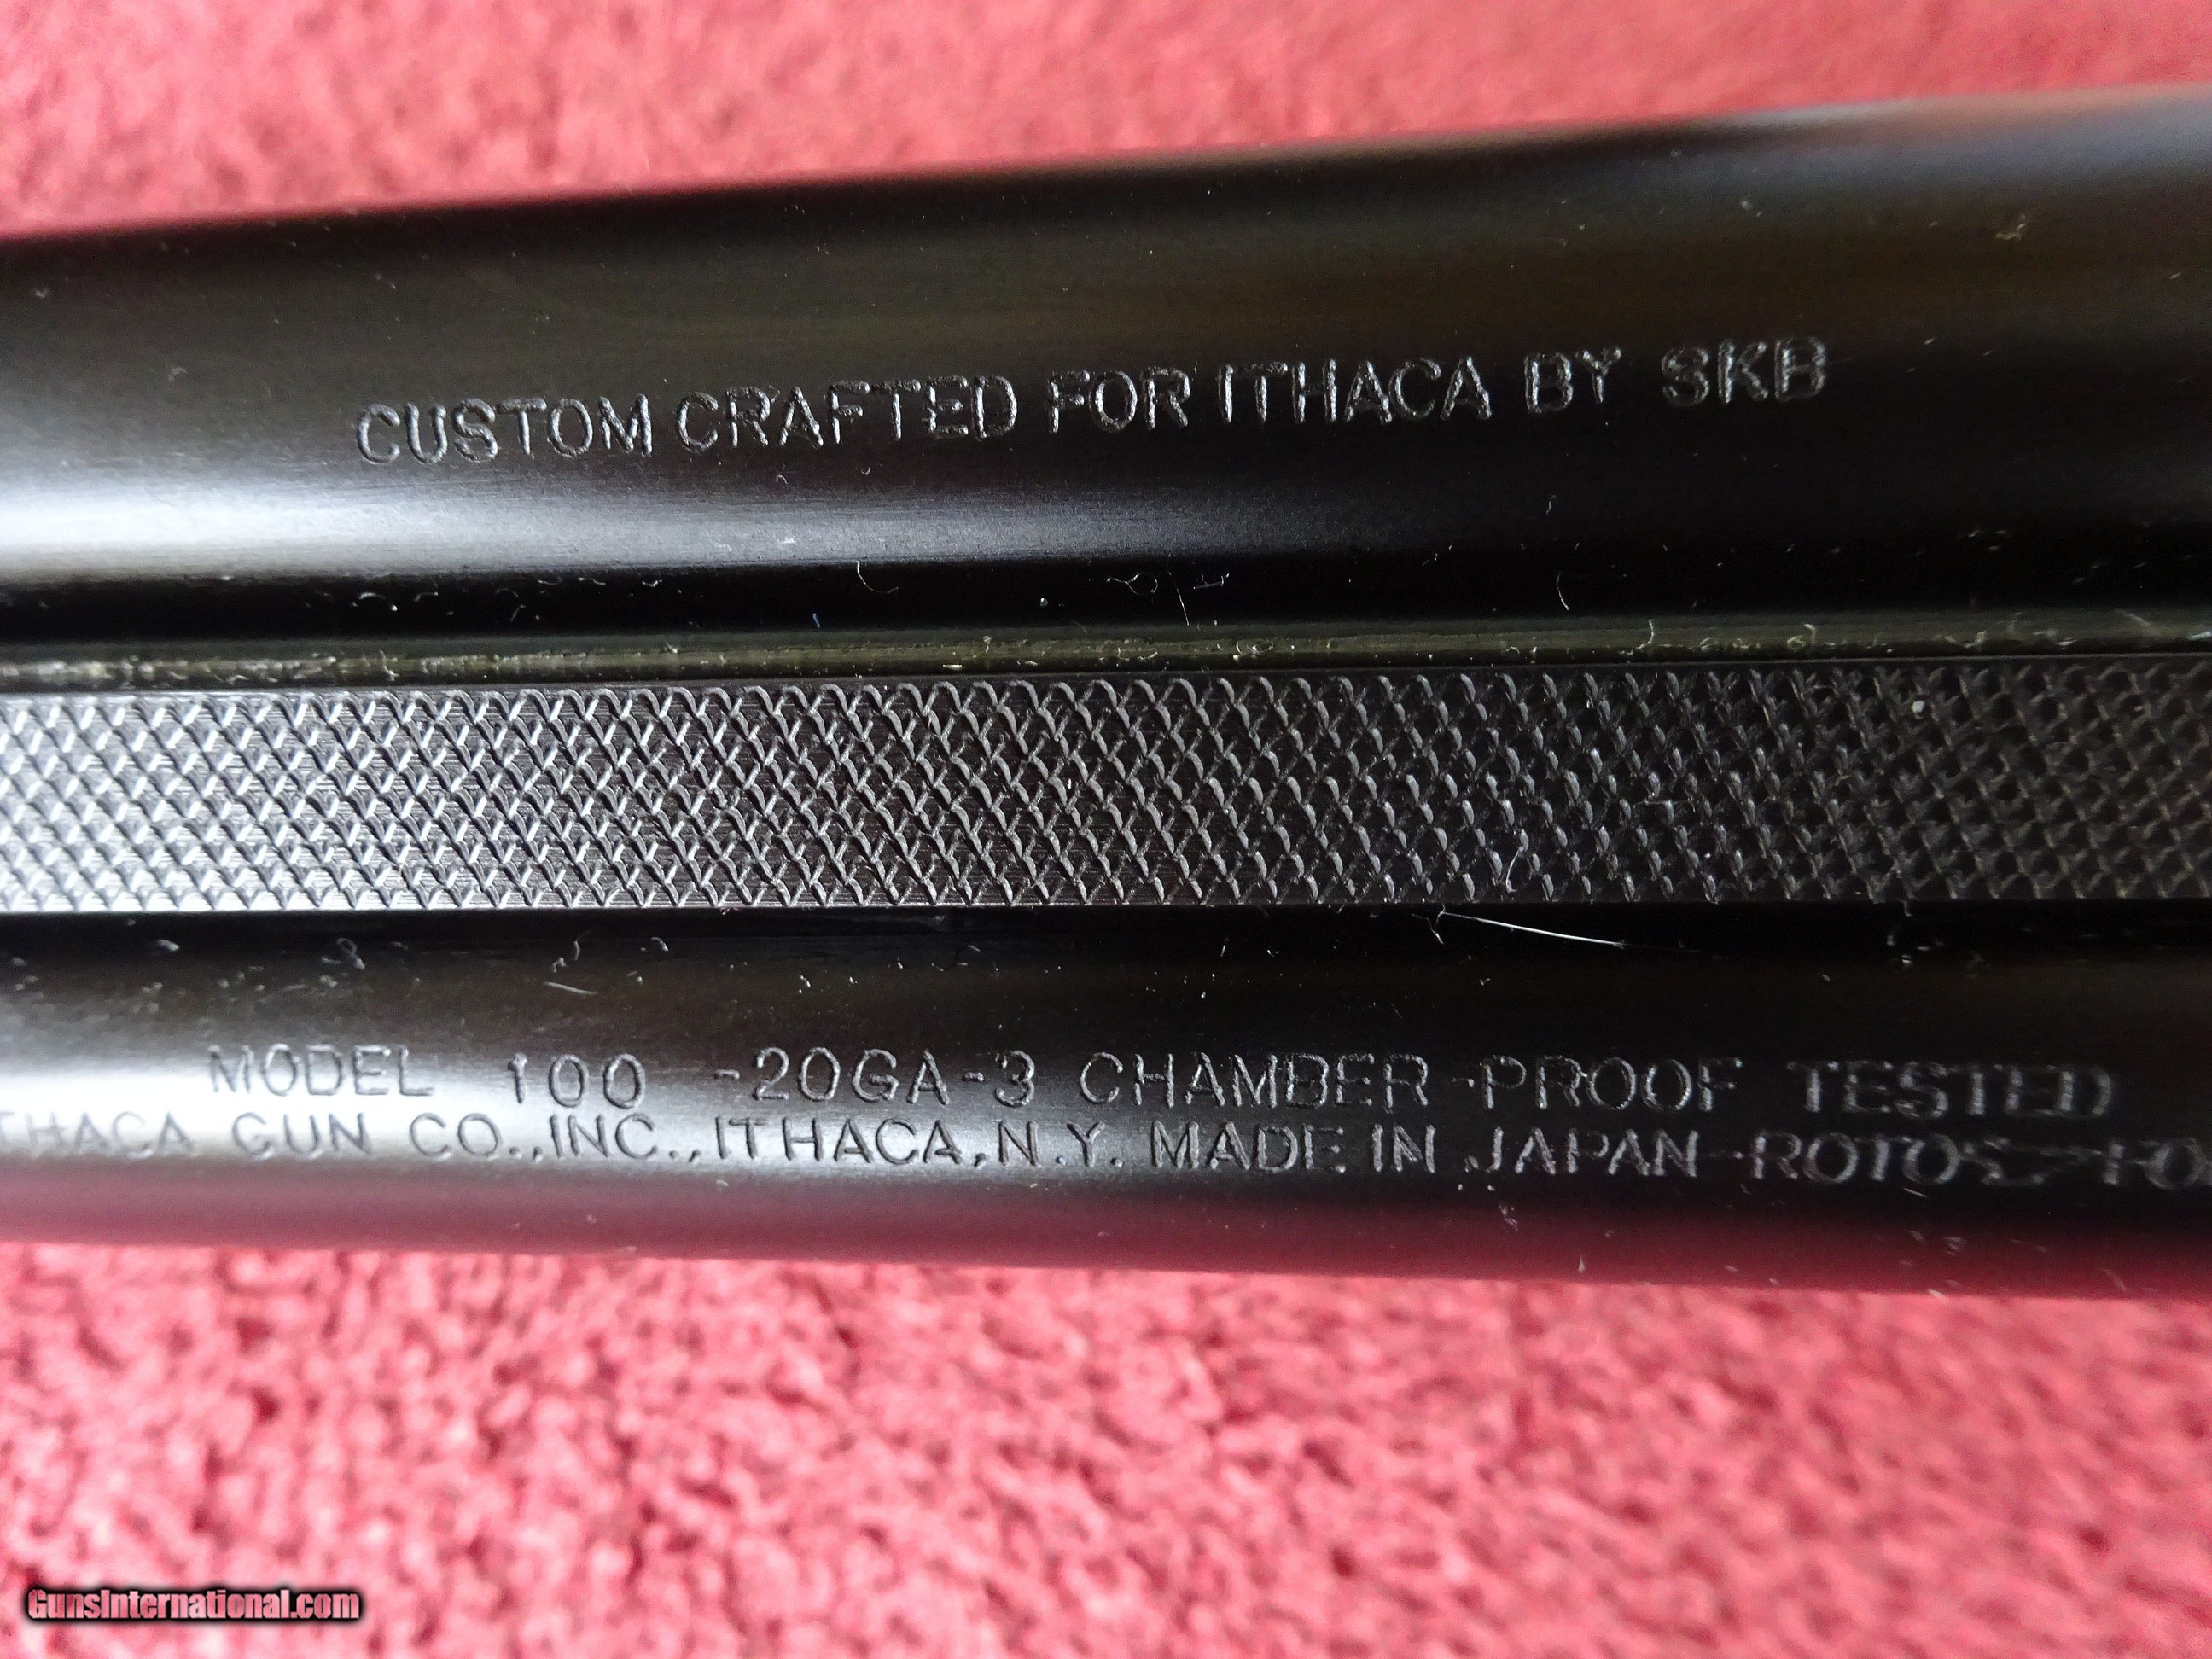 CUSTOM CRAFTED FOR ITHACA BY SKB
MODEL 100 -20GA-3 CHAMBER-PROOF TESTED
THACA GUN CO.,INC.,ITHACA,N.Y. MADE IN JAPAN-
GunsInternational.com